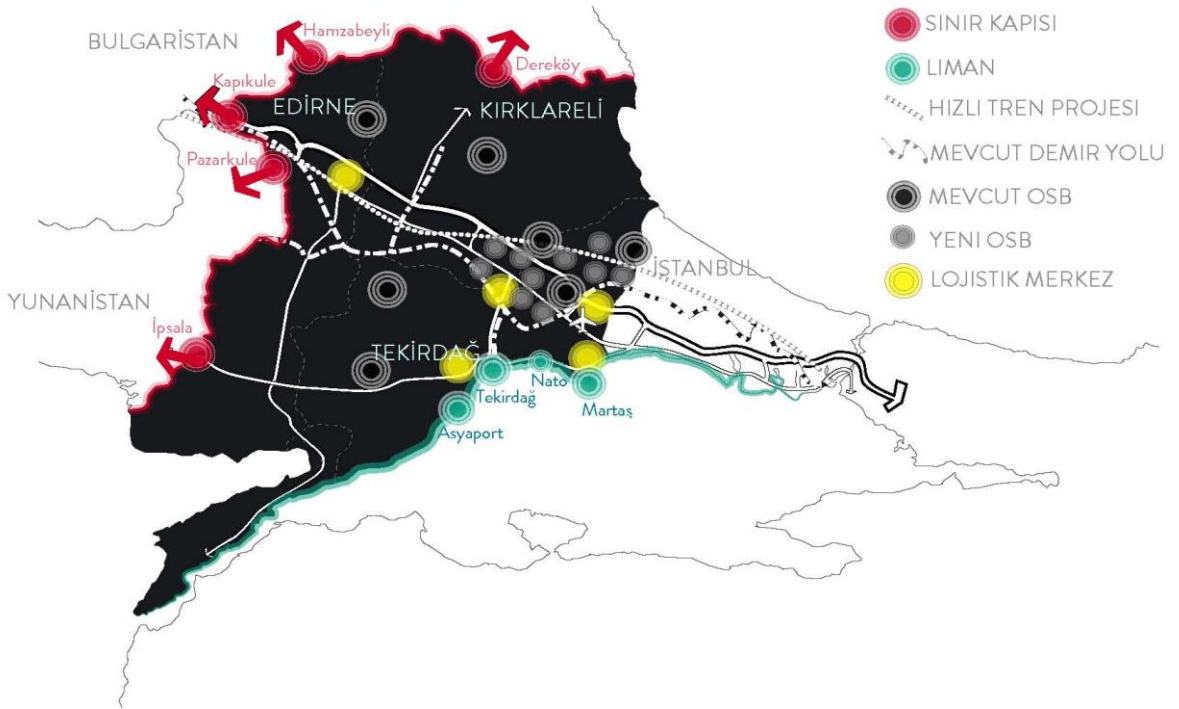 BULGARİSTAN
Hamzabeyli
Dereköy
Kapıkule
EDİRNE
KIRKLARELİ
Pazarkule
YUNANİSTAN
İSTANBUL
İpsala
TEKİRDAĞ
Tekirdağ
Nato
Martaş
Asyaport
SINIR KAPISI
LIMAN
HIZLI TREN PROJESI
MEVCUT DEMIR YOLU
MEVCUT OSB
YENI OSB
LOJISTIK MERKEZ